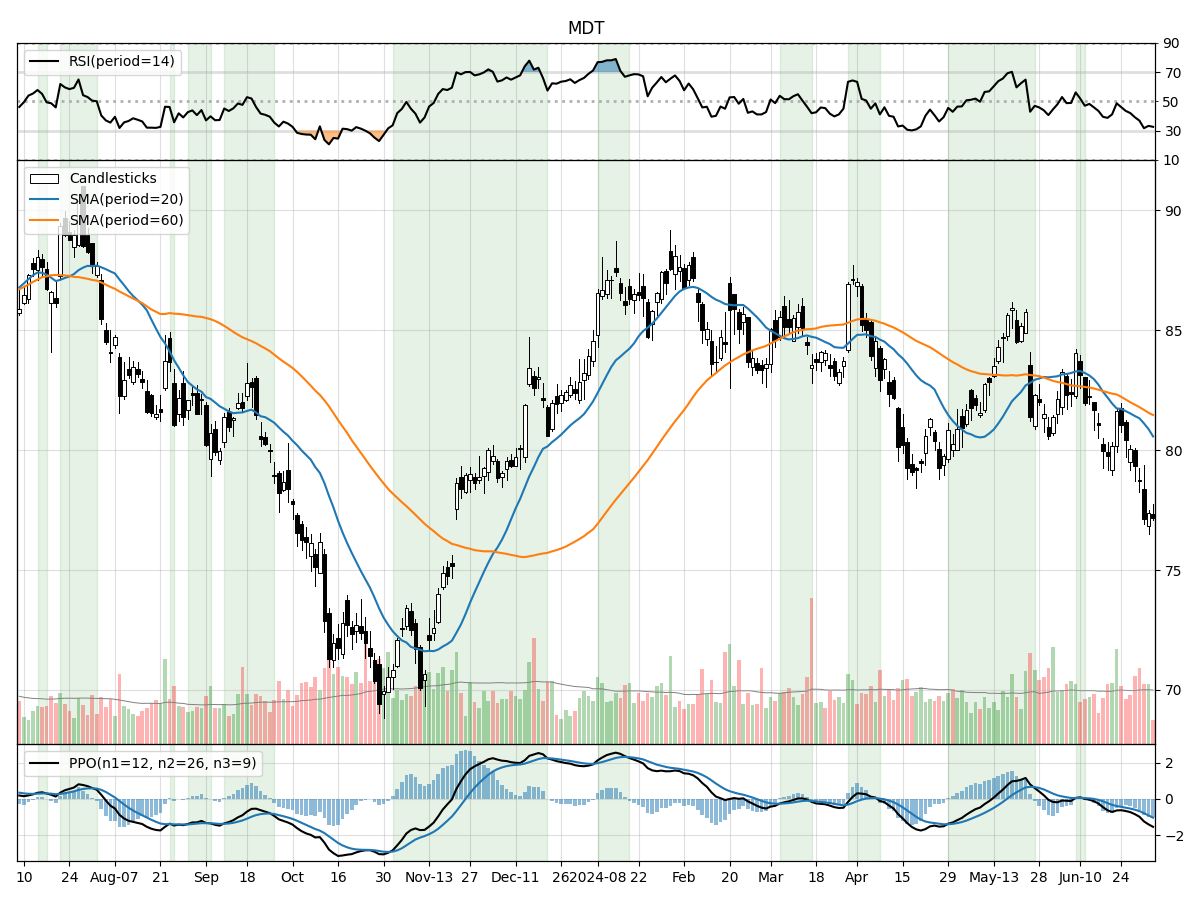 MDT
RSI(period=14)
90
70
50
30
10
Candlesticks
SMA(period=20)
SMA(period=60)
90
85
80
75
70
PPO(n1=12, n2=26, n3=9)
2
0
−2
10 24 Aug-07 21 Sep 18 Oct 16 30 Nov-13 27 Dec-11 262024-08 22 Feb 20 Mar 18 Apr 15 29 May-13 28 Jun-10 24